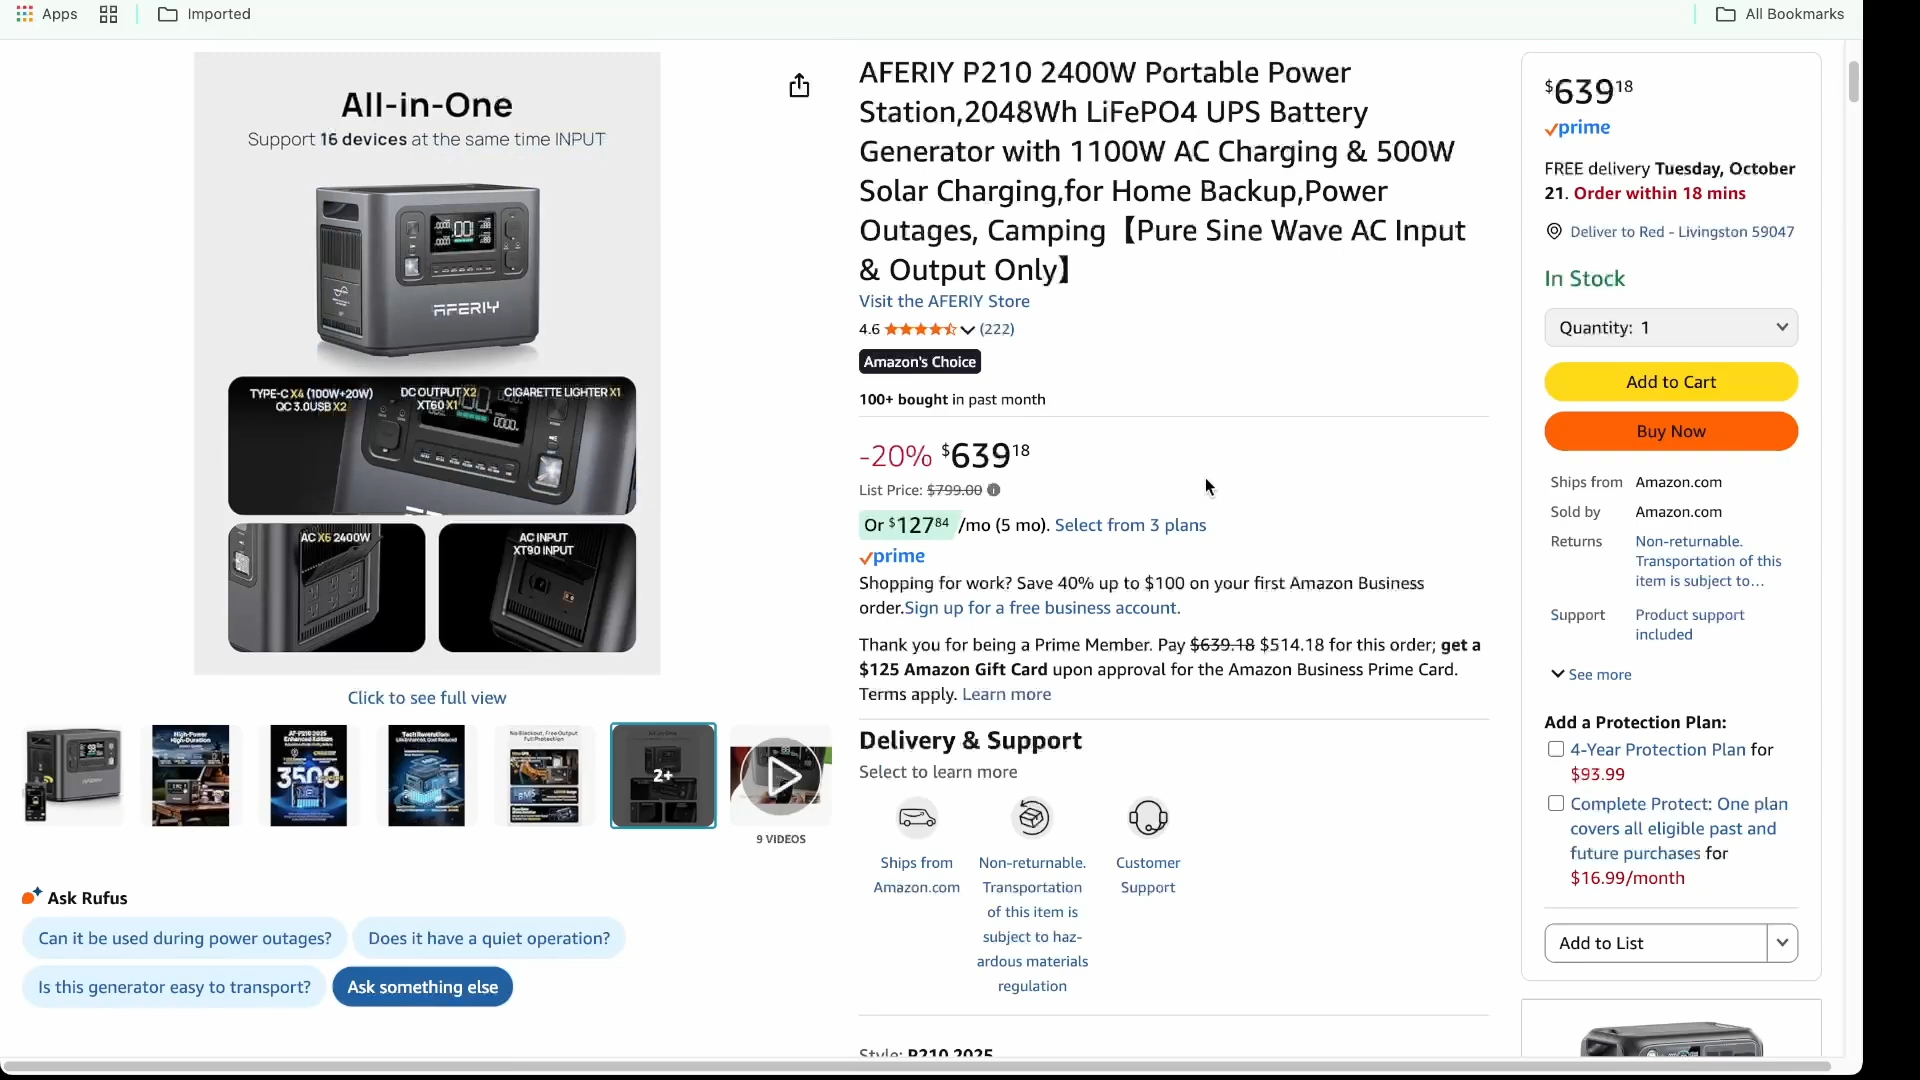 Apps
Imported
All Bookmarks
All-in-One
Support 16 devices at the same time INPUT
AFERIY
TYPE-C X4 (100W+20W)
QC 3.0USB X2
DC OUTPUT X2
XT60 X1
CIGARETTE LIGHTER X1
AC X6 2400W
AC INPUT
XT90 INPUT
Click to see full view
2+
9 VIDEOS
Ask Rufus
Can it be used during power outages?
Does it have a quiet operation?
Is this generator easy to transport?
Ask something else
AFERIY P210 2400W Portable Power
Station,2048Wh LiFePO4 UPS Battery
Generator with 1100W AC Charging & 500W
Solar Charging,for Home Backup,Power
Outages, Camping【Pure Sine Wave AC Input
& Output Only】
Visit the AFERIY Store
4.6 (222)
Amazon's Choice
100+ bought in past month
-20% $639 18
List Price: $799.00
Or $127 84 /mo (5 mo). Select from 3 plans
prime
Shopping for work? Save 40% up to $100 on your first Amazon Business
order.Sign up for a free business account.
Thank you for being a Prime Member. Pay $639.18 $514.18 for this order; get a
$125 Amazon Gift Card upon approval for the Amazon Business Prime Card.
Terms apply. Learn more
Delivery & Support
Select to learn more
Ships from
Amazon.com
Non-returnable.
Transportation
of this item is
subject to haz-
ardous materials
regulation
Customer
Support
Style: P210 2025
$639 18
prime
FREE delivery Tuesday, October
21. Order within 18 mins
Deliver to Red - Livingston 59047
In Stock
Quantity: 1
Add to Cart
Buy Now
Ships from Amazon.com
Sold by Amazon.com
Returns Non-returnable.
Transportation of this
item is subject to...
Support Product support
included
See more
Add a Protection Plan:
4-Year Protection Plan for
$93.99
Complete Protect: One plan
covers all eligible past and
future purchases for
$16.99/month
Add to List